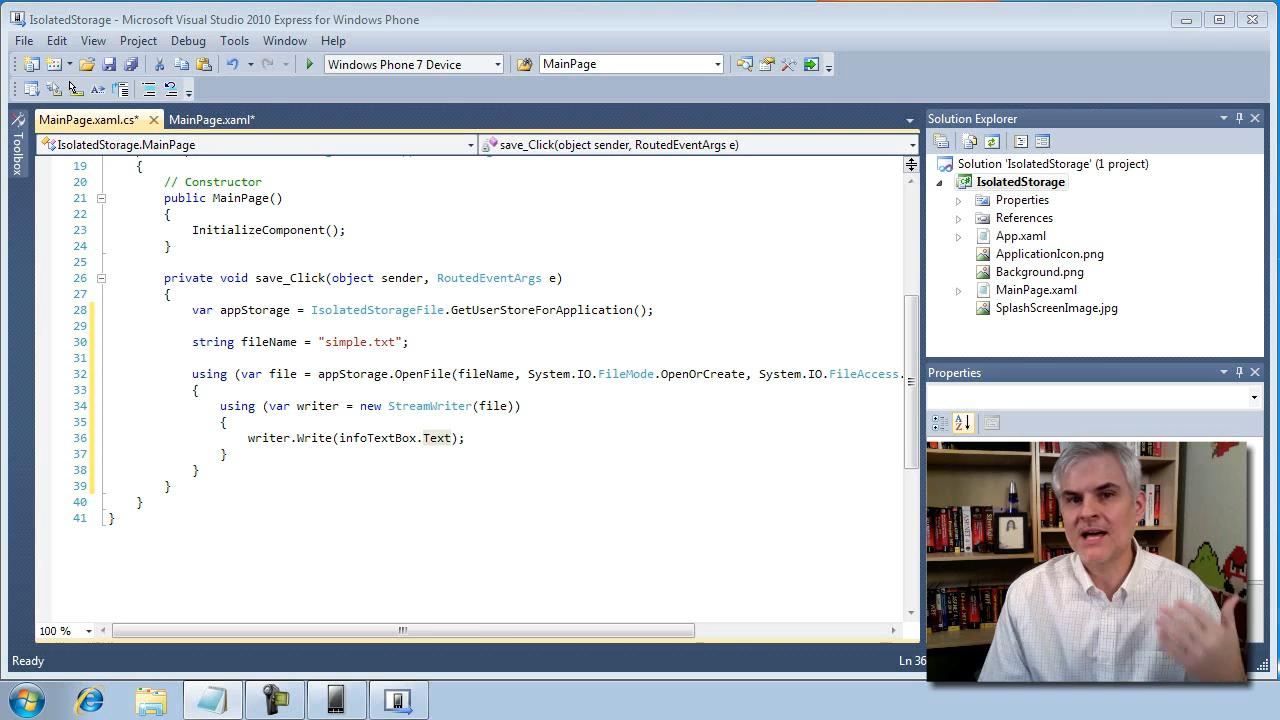 IsolatedStorage - Microsoft Visual Studio 2010 Express for Windows Phone
File Edit View Project Debug Tools Window Help
Windows Phone 7 Device MainPage
MainPage.xaml.cs* MainPage.xaml*
IsolatedStorage.MainPage save_Click(object sender, RoutedEventArgs e)
Toolbox
19 {
20 // Constructor
21 public MainPage()
22 {
23 InitializeComponent();
24 }
25
26 private void save_Click(object sender, RoutedEventArgs e)
27 {
28 var appStorage = IsolatedStorageFile.GetUserStoreForApplication();
29
30 string fileName = "simple.txt";
31
32 using (var file = appStorage.OpenFile(fileName, System.IO.FileMode.OpenOrCreate, System.IO.FileAccess.
33 {
34 using (var writer = new StreamWriter(file))
35 {
36 writer.Write(infoTextBox.Text);
37 }
38 }
39 }
40 }
41 }
100 %
Ready Ln 36
Solution Explorer
Solution 'IsolatedStorage' (1 project)
IsolatedStorage
Properties
References
App.xaml
ApplicationIcon.png
Background.png
MainPage.xaml
SplashScreenImage.jpg
Properties